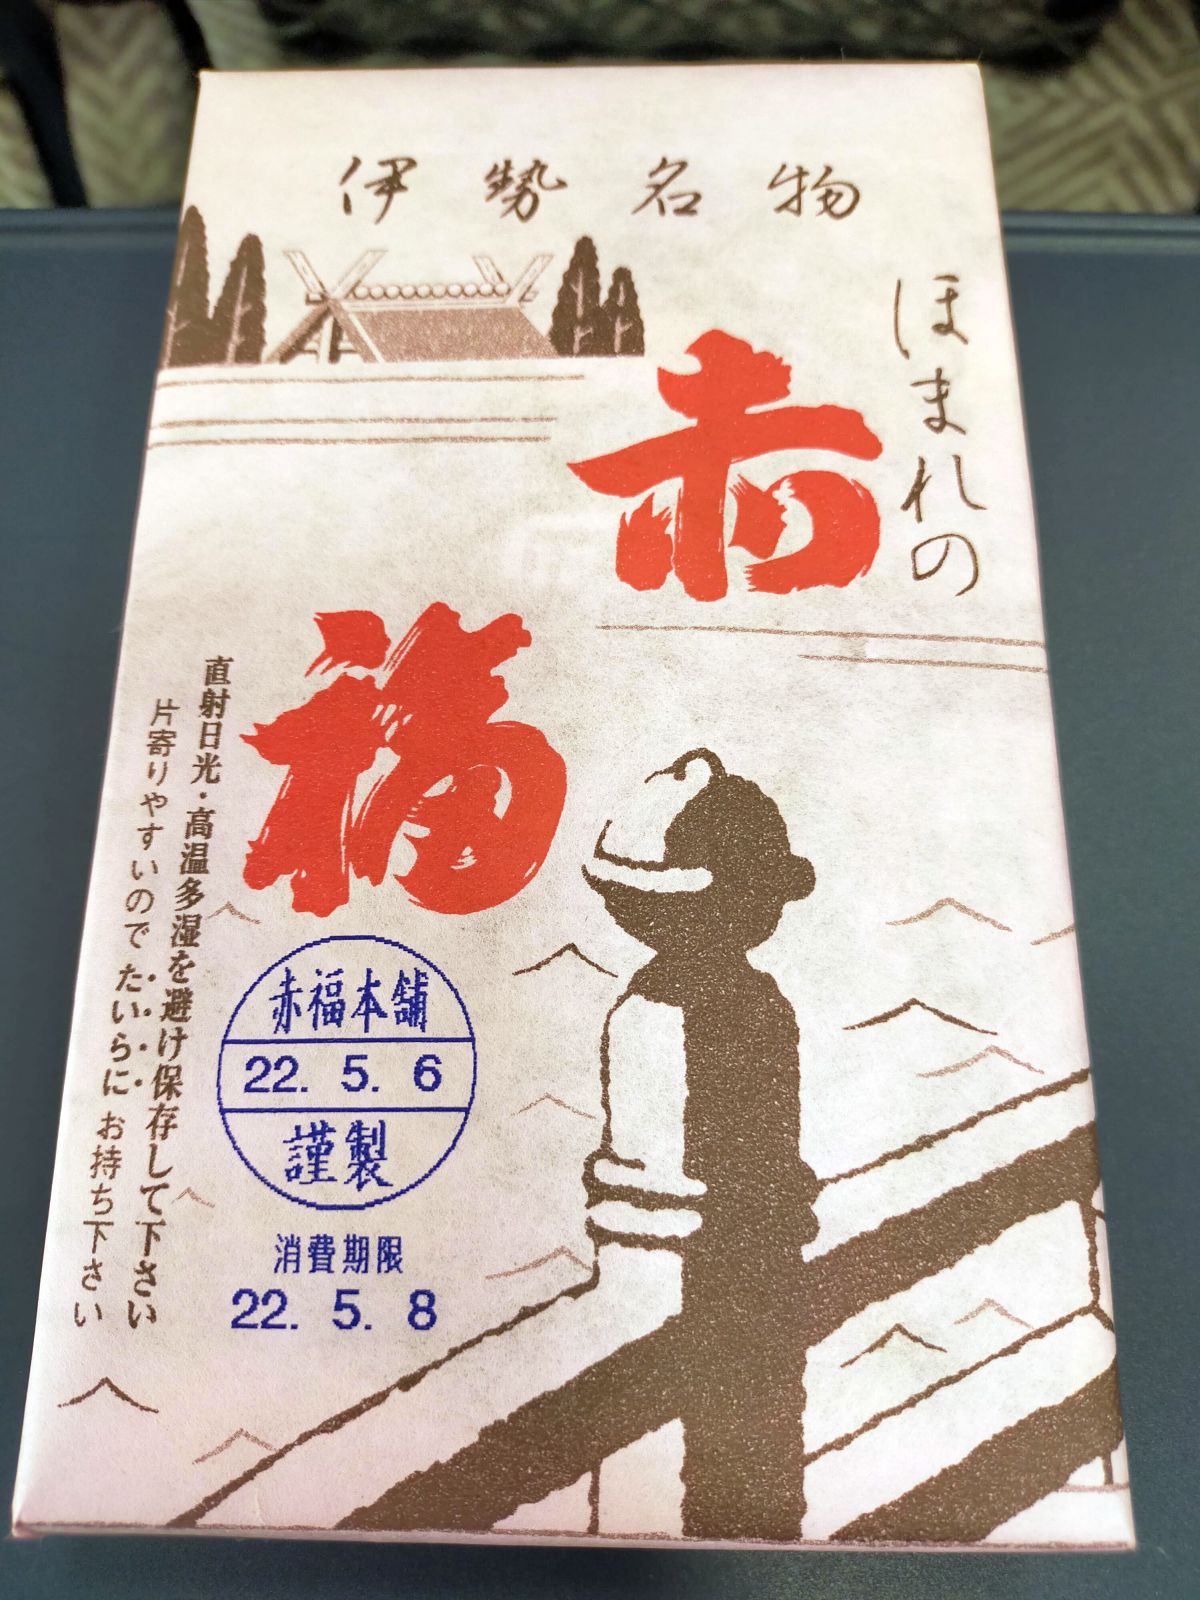 伊勢名物
ほまれの
赤
福
直射日光・高温多湿を避け保存して下さい
片寄りやすいのでたいらにお持ち下さい
赤福本舗
22. 5. 6
謹製
消費期限
22. 5. 8